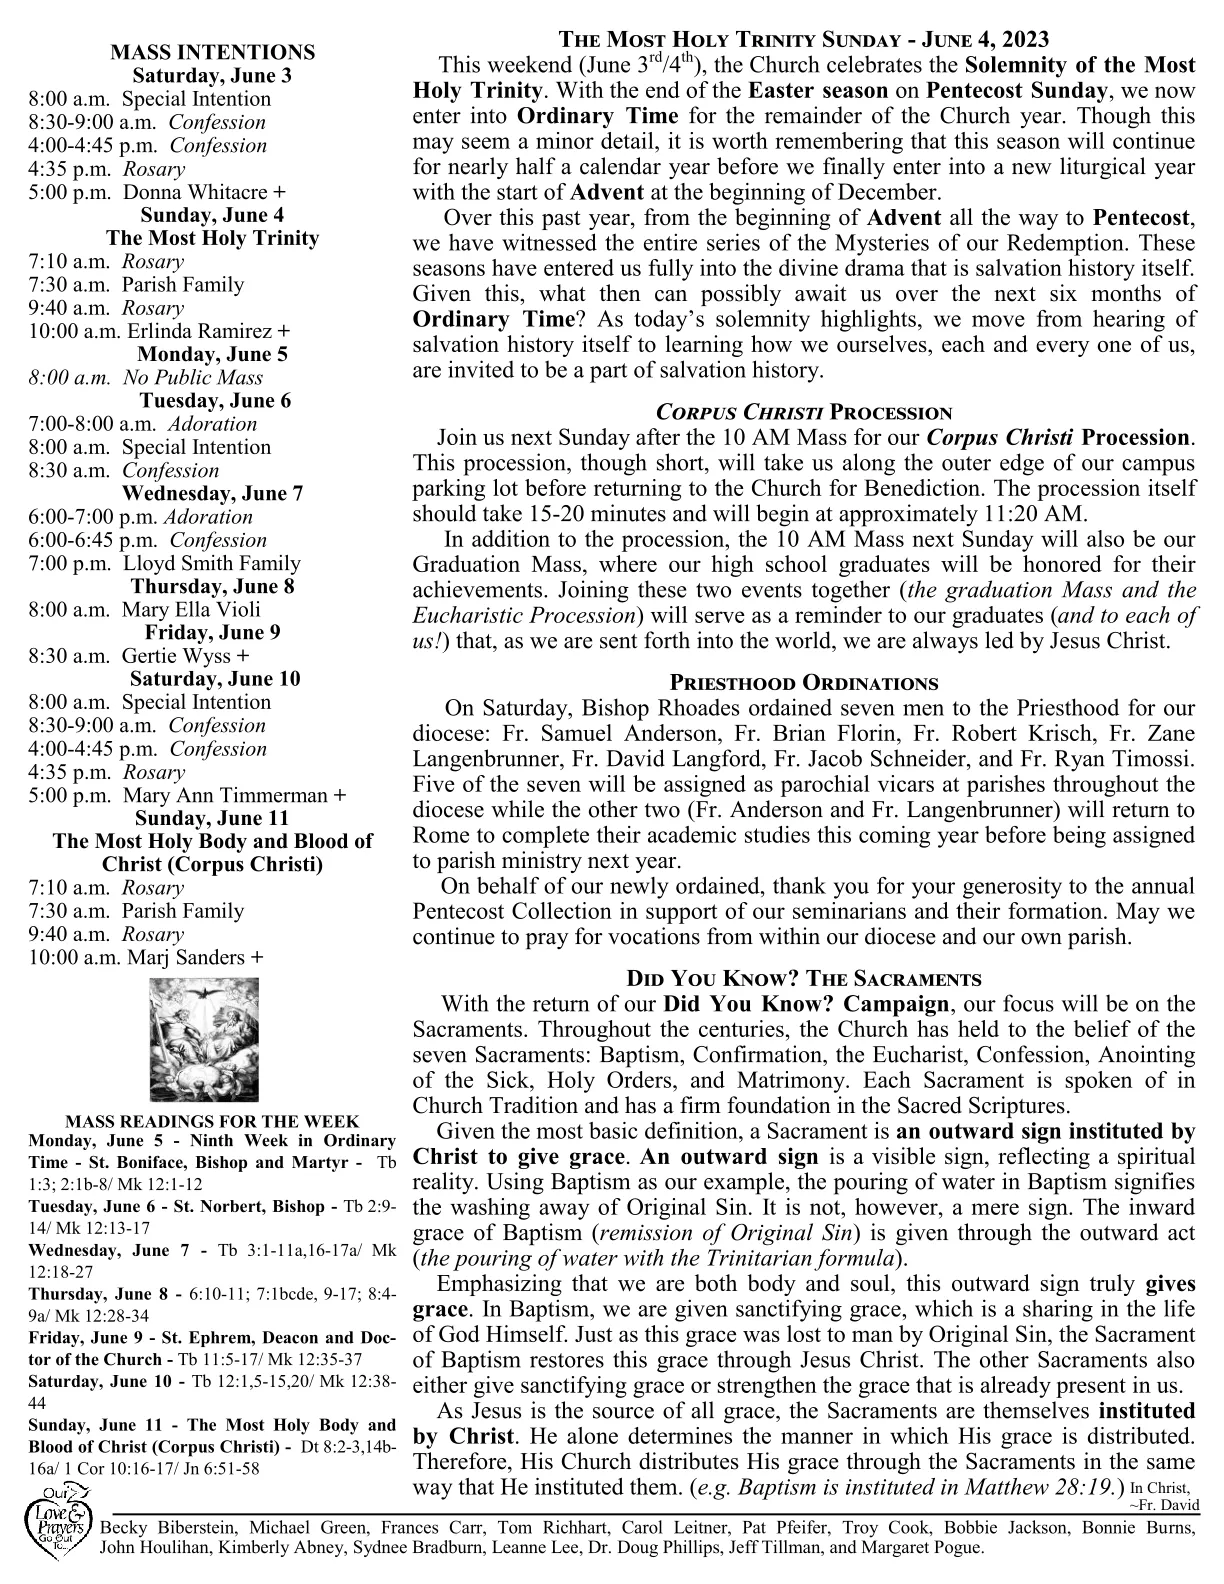 MASS INTENTIONS
Saturday, June 3
8:00 a.m. Special Intention
8:30-9:00 a.m. Confession
4:00-4:45 p.m. Confession
4:35 p.m. Rosary
5:00 p.m. Donna Whitacre +
Sunday, June 4
The Most Holy Trinity
7:10 a.m. Rosary
7:30 a.m. Parish Family
9:40 a.m. Rosary
10:00 a.m. Erlinda Ramirez +
Monday, June 5
8:00 a.m. No Public Mass
Tuesday, June 6
7:00-8:00 a.m. Adoration
8:00 a.m. Special Intention
8:30 a.m. Confession
Wednesday, June 7
6:00-7:00 p.m. Adoration
6:00-6:45 p.m. Confession
7:00 p.m. Lloyd Smith Family
Thursday, June 8
8:00 a.m. Mary Ella Violi
Friday, June 9
8:30 a.m. Gertie Wyss +
Saturday, June 10
8:00 a.m. Special Intention
8:30-9:00 a.m. Confession
4:00-4:45 p.m. Confession
4:35 p.m. Rosary
5:00 p.m. Mary Ann Timmerman +
Sunday, June 11
The Most Holy Body and Blood of
Christ (Corpus Christi)
7:10 a.m. Rosary
7:30 a.m. Parish Family
9:40 a.m. Rosary
10:00 a.m. Marj Sanders +
MASS READINGS FOR THE WEEK
Monday, June 5 - Ninth Week in Ordinary
Time - St. Boniface, Bishop and Martyr - Tb
1:3; 2:1b-8/ Mk 12:1-12
Tuesday, June 6 - St. Norbert, Bishop - Tb 2:9-
14/ Mk 12:13-17
Wednesday, June 7 - Tb 3:1-11a,16-17a/ Mk
12:18-27
Thursday, June 8 - 6:10-11; 7:1bcde, 9-17; 8:4-
9a/ Mk 12:28-34
Friday, June 9 - St. Ephrem, Deacon and Doc-
tor of the Church - Tb 11:5-17/ Mk 12:35-37
Saturday, June 10 - Tb 12:1,5-15,20/ Mk 12:38-
44
Sunday, June 11 - The Most Holy Body and
Blood of Christ (Corpus Christi) - Dt 8:2-3,14b-
16a/ 1 Cor 10:16-17/ Jn 6:51-58
THE MOST HOLY TRINITY SUNDAY - JUNE 4, 2023
This weekend (June 3rd/4th), the Church celebrates the Solemnity of the Most
Holy Trinity. With the end of the Easter season on Pentecost Sunday, we now
enter into Ordinary Time for the remainder of the Church year. Though this
may seem a minor detail, it is worth remembering that this season will continue
for nearly half a calendar year before we finally enter into a new liturgical year
with the start of Advent at the beginning of December.
Over this past year, from the beginning of Advent all the way to Pentecost,
we have witnessed the entire series of the Mysteries of our Redemption. These
seasons have entered us fully into the divine drama that is salvation history itself.
Given this, what then can possibly await us over the next six months of
Ordinary Time? As today's solemnity highlights, we move from hearing of
salvation history itself to learning how we ourselves, each and every one of us,
are invited to be a part of salvation history.
CORPUS CHRISTI PROCESSION
Join us next Sunday after the 10 AM Mass for our Corpus Christi Procession.
This procession, though short, will take us along the outer edge of our campus
parking lot before returning to the Church for Benediction. The procession itself
should take 15-20 minutes and will begin at approximately 11:20 AM.
In addition to the procession, the 10 AM Mass next Sunday will also be our
Graduation Mass, where our high school graduates will be honored for their
achievements. Joining these two events together (the graduation Mass and the
Eucharistic Procession) will serve as a reminder to our graduates (and to each of
us!) that, as we are sent forth into the world, we are always led by Jesus Christ.
PRIESTHOOD ORDINATIONS
On Saturday, Bishop Rhoades ordained seven men to the Priesthood for our
diocese: Fr. Samuel Anderson, Fr. Brian Florin, Fr. Robert Krisch, Fr. Zane
Langenbrunner, Fr. David Langford, Fr. Jacob Schneider, and Fr. Ryan Timossi.
Five of the seven will be assigned as parochial vicars at parishes throughout the
diocese while the other two (Fr. Anderson and Fr. Langenbrunner) will return to
Rome to complete their academic studies this coming year before being assigned
to parish ministry next year.
On behalf of our newly ordained, thank you for your generosity to the annual
Pentecost Collection in support of our seminarians and their formation. May we
continue to pray for vocations from within our diocese and our own parish.
DID YOU KNOW? THE SACRAMENTS
With the return of our Did You Know? Campaign, our focus will be on the
Sacraments. Throughout the centuries, the Church has held to the belief of the
seven Sacraments: Baptism, Confirmation, the Eucharist, Confession, Anointing
of the Sick, Holy Orders, and Matrimony. Each Sacrament is spoken of in
Church Tradition and has a firm foundation in the Sacred Scriptures.
Given the most basic definition, a Sacrament is an outward sign instituted by
Christ to give grace. An outward sign is a visible sign, reflecting a spiritual
reality. Using Baptism as our example, the pouring of water in Baptism signifies
the washing away of Original Sin. It is not, however, a mere sign. The inward
grace of Baptism (remission of Original Sin) is given through the outward act
(the pouring of water with the Trinitarian formula).
Emphasizing that we are both body and soul, this outward sign truly gives
grace. In Baptism, we are given sanctifying grace, which is a sharing in the life
of God Himself. Just as this grace was lost to man by Original Sin, the Sacrament
of Baptism restores this grace through Jesus Christ. The other Sacraments also
either give sanctifying grace or strengthen the grace that is already present in us.
As Jesus is the source of all grace, the Sacraments are themselves instituted
by Christ. He alone determines the manner in which His grace is distributed.
Therefore, His Church distributes His grace through the Sacraments in the same
way that He instituted them. (e.g. Baptism is instituted in Matthew 28:19.) In Christ,
~Fr. David
Our
Love &
Prayers
Go Out
To...
Becky Biberstein, Michael Green, Frances Carr, Tom Richhart, Carol Leitner, Pat Pfeifer, Troy Cook, Bobbie Jackson, Bonnie Burns,
John Houlihan, Kimberly Abney, Sydnee Bradburn, Leanne Lee, Dr. Doug Phillips, Jeff Tillman, and Margaret Pogue.